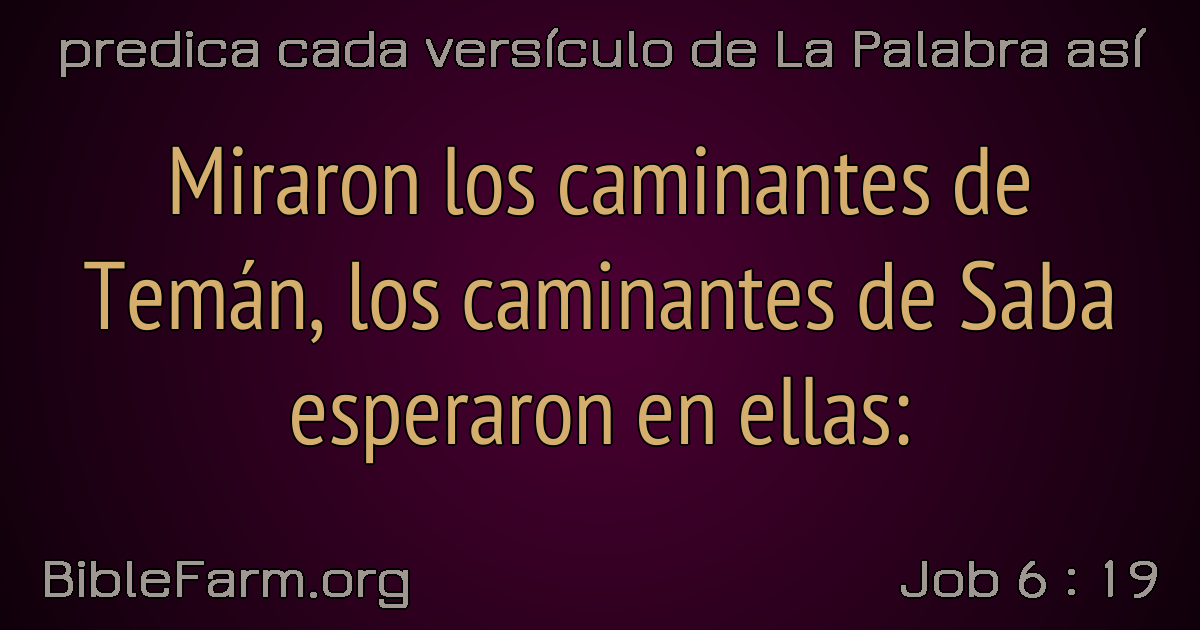 predica cada versículo de La Palabra así
Miraron los caminantes de
Temán, los caminantes de Saba
esperaron en ellas:
BibleFarm.org
Job 6 : 19